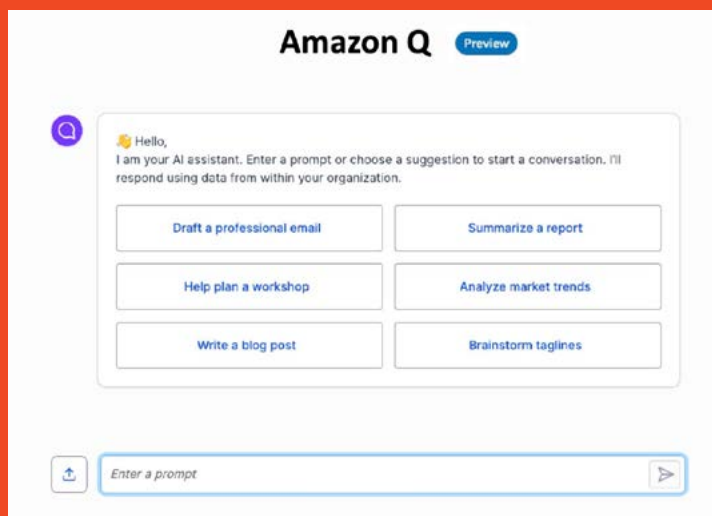 Amazon Q Preview
👋 Hello,
I am your AI assistant. Enter a prompt or choose a suggestion to start a conversation. I'll
respond using data from within your organization.
Draft a professional email
Summarize a report
Help plan a workshop
Analyze market trends
Write a blog post
Brainstorm taglines
Enter a prompt